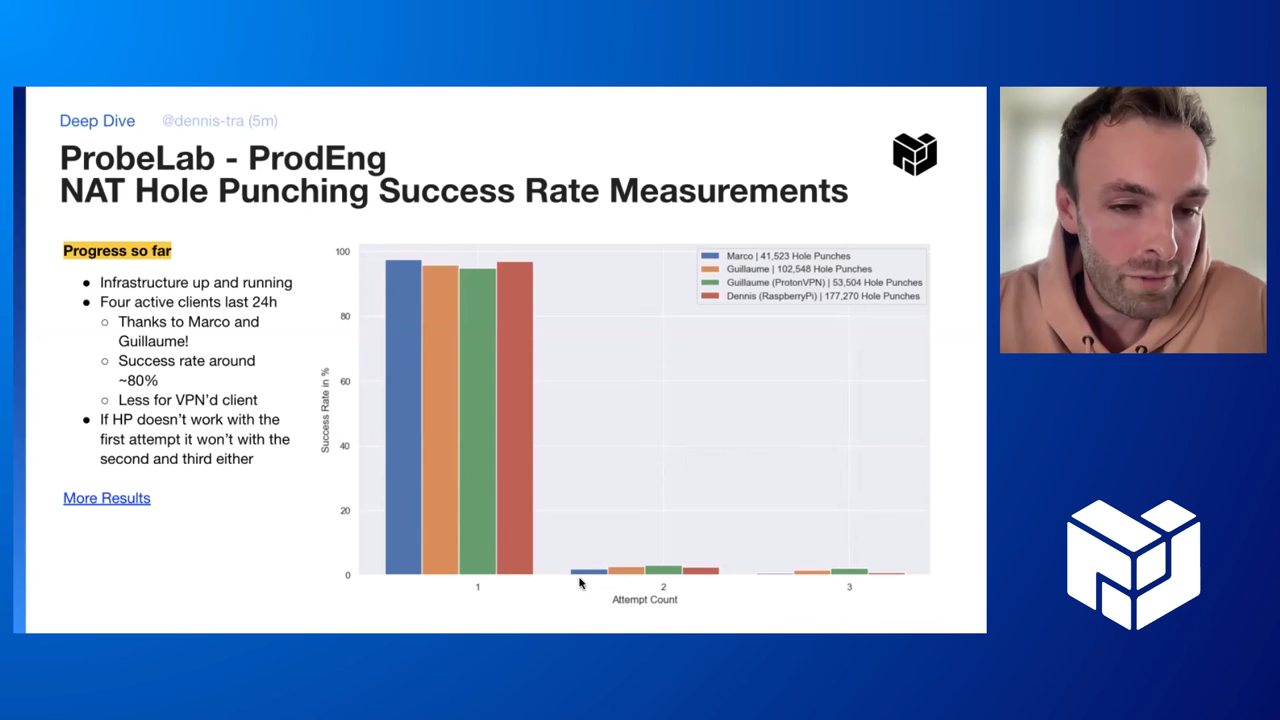 Deep Dive @dennis-tra (5m)
ProbeLab - ProdEng
NAT Hole Punching Success Rate Measurements
Progress so far
● Infrastructure up and running
● Four active clients last 24h
○ Thanks to Marco and
Guillaume!
○ Success rate around
~80%
○ Less for VPN’d client
● If HP doesn’t work with the
first attempt it won’t with the
second and third either
More Results
Success Rate in %
100
80
60
40
20
0
Marco | 41,523 Hole Punches
Guillaume | 102,548 Hole Punches
Guillaume (ProtonVPN) | 53,504 Hole Punches
Dennis (RaspberryPi) | 177,270 Hole Punches
1 2 3
Attempt Count